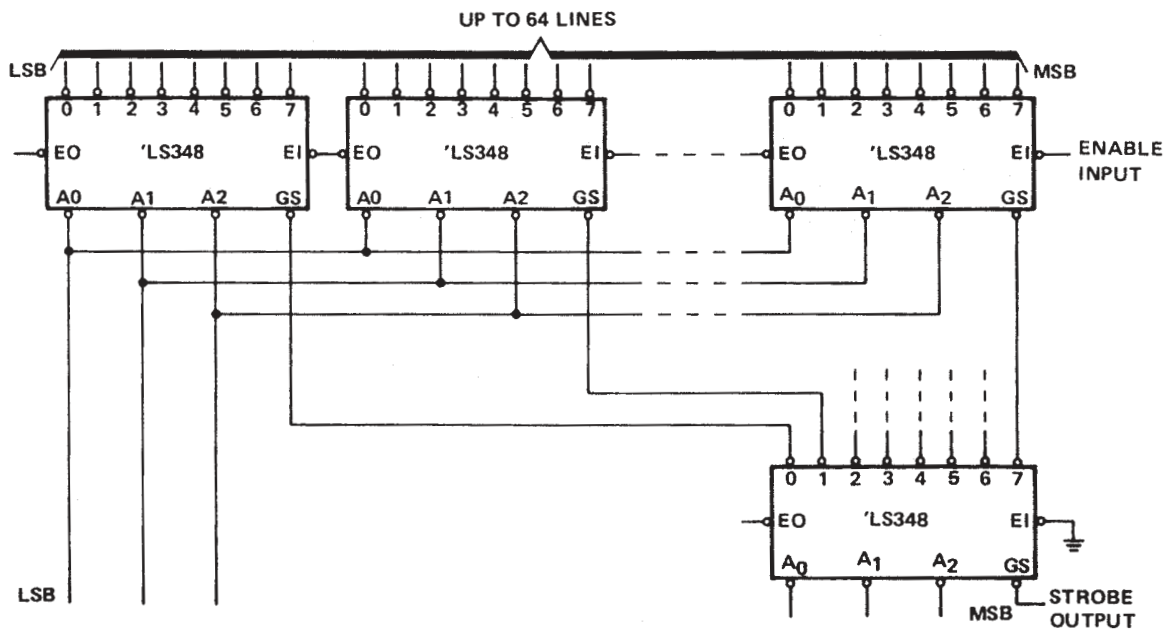 UP TO 64 LINES
LSB MSB
0 1 2 3 4 5 6 7 0 1 2 3 4 5 6 7 0 1 2 3 4 5 6 7
EO 'LS348 EI EO 'LS348 EI EO 'LS348 EI ENABLE
INPUT
A0 A1 A2 GS A0 A1 A2 GS A0 A1 A2 GS
0 1 2 3 4 5 6 7
EO 'LS348 EI
A0 A1 A2 GS
LSB MSB STROBE
OUTPUT